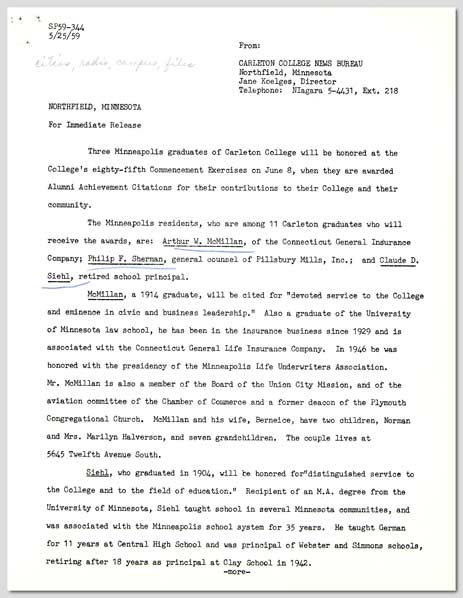 SP59-344
5/25/59
cities, radio, campus, files
From:
CARLETON COLLEGE NEWS BUREAU
Northfield, Minnesota
Jane Koelges, Director
Telephone: NIagara 5-4431, Ext. 218
NORTHFIELD, MINNESOTA
For Immediate Release
Three Minneapolis graduates of Carleton College will be honored at the
College's eighty-fifth Commencement Exercises on June 8, when they are awarded
Alumni Achievement Citations for their contributions to their College and their
community.
The Minneapolis residents, who are among 11 Carleton graduates who will
receive the awards, are: Arthur W. McMillan, of the Connecticut General Insurance
Company; Philip F. Sherman, general counsel of Pillsbury Mills, Inc.; and Claude D.
Siehl, retired school principal.
McMillan, a 1914 graduate, will be cited for "devoted service to the College
and eminence in civic and business leadership." Also a graduate of the University
of Minnesota law school, he has been in the insurance business since 1929 and is
associated with the Connecticut General Life Insurance Company. In 1946 he was
honored with the presidency of the Minneapolis Life Underwriters Association.
Mr. McMillan is also a member of the Board of the Union City Mission, and of the
aviation committee of the Chamber of Commerce and a former deacon of the Plymouth
Congregational Church. McMillan and his wife, Berneice, have two children, Norman
and Mrs. Marilyn Halverson, and seven grandchildren. The couple lives at
5645 Twelfth Avenue South.
Siehl, who graduated in 1904, will be honored for"distinguished service to
the College and to the field of education." Recipient of an M.A. degree from the
University of Minnesota, Siehl taught school in several Minnesota communities, and
was associated with the Minneapolis school system for 35 years. He taught German
for 11 years at Central High School and was principal of Webster and Simmons schools,
retiring after 18 years as principal at Clay School in 1942.
-more-